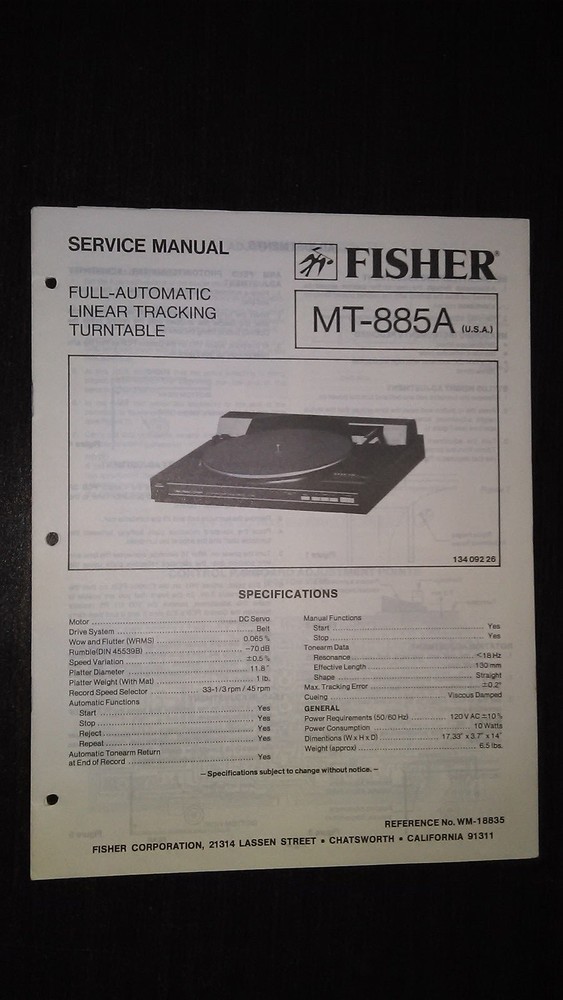 SERVICE MANUAL
FISHER®
FULL-AUTOMATIC
LINEAR TRACKING
TURNTABLE
MT-885A (U.S.A.)
134 092 26
SPECIFICATIONS
Motor ........ DC Servo
Drive System ........ Belt
Wow and Flutter (WRMS) ........ 0.065 %
Rumble(DIN 45539B) ........ -70 dB
Speed Variation ........ ±0.5 %
Platter Diameter ........ 11.8"
Platter Weight (With Mat) ........ 1 lb.
Record Speed Selector ........ 33-1/3 rpm / 45 rpm
Automatic Functions
Start ........ Yes
Stop ........ Yes
Reject ........ Yes
Repeat ........ Yes
Automatic Tonearm Return
at End of Record ........ Yes
Manual Functions
Start ........ Yes
Stop ........ Yes
Tonearm Data
Resonance ........ <18 Hz
Effective Length ........ 130 mm
Shape ........ Straight
Max. Tracking Error ........ ±0.2°
Cueing ........ Viscous Damped
GENERAL
Power Requirements (50/60 Hz) ........ 120 V AC ±10 %
Power Consumption ........ 10 Watts
Dimentions (W x H x D) ........ 17.33" x 3.7" x 14"
Weight (approx) ........ 6.5 lbs.
– Specifications subject to change without notice. –
REFERENCE No. WM-18835
FISHER CORPORATION, 21314 LASSEN STREET ▪ CHATSWORTH ▪ CALIFORNIA 91311